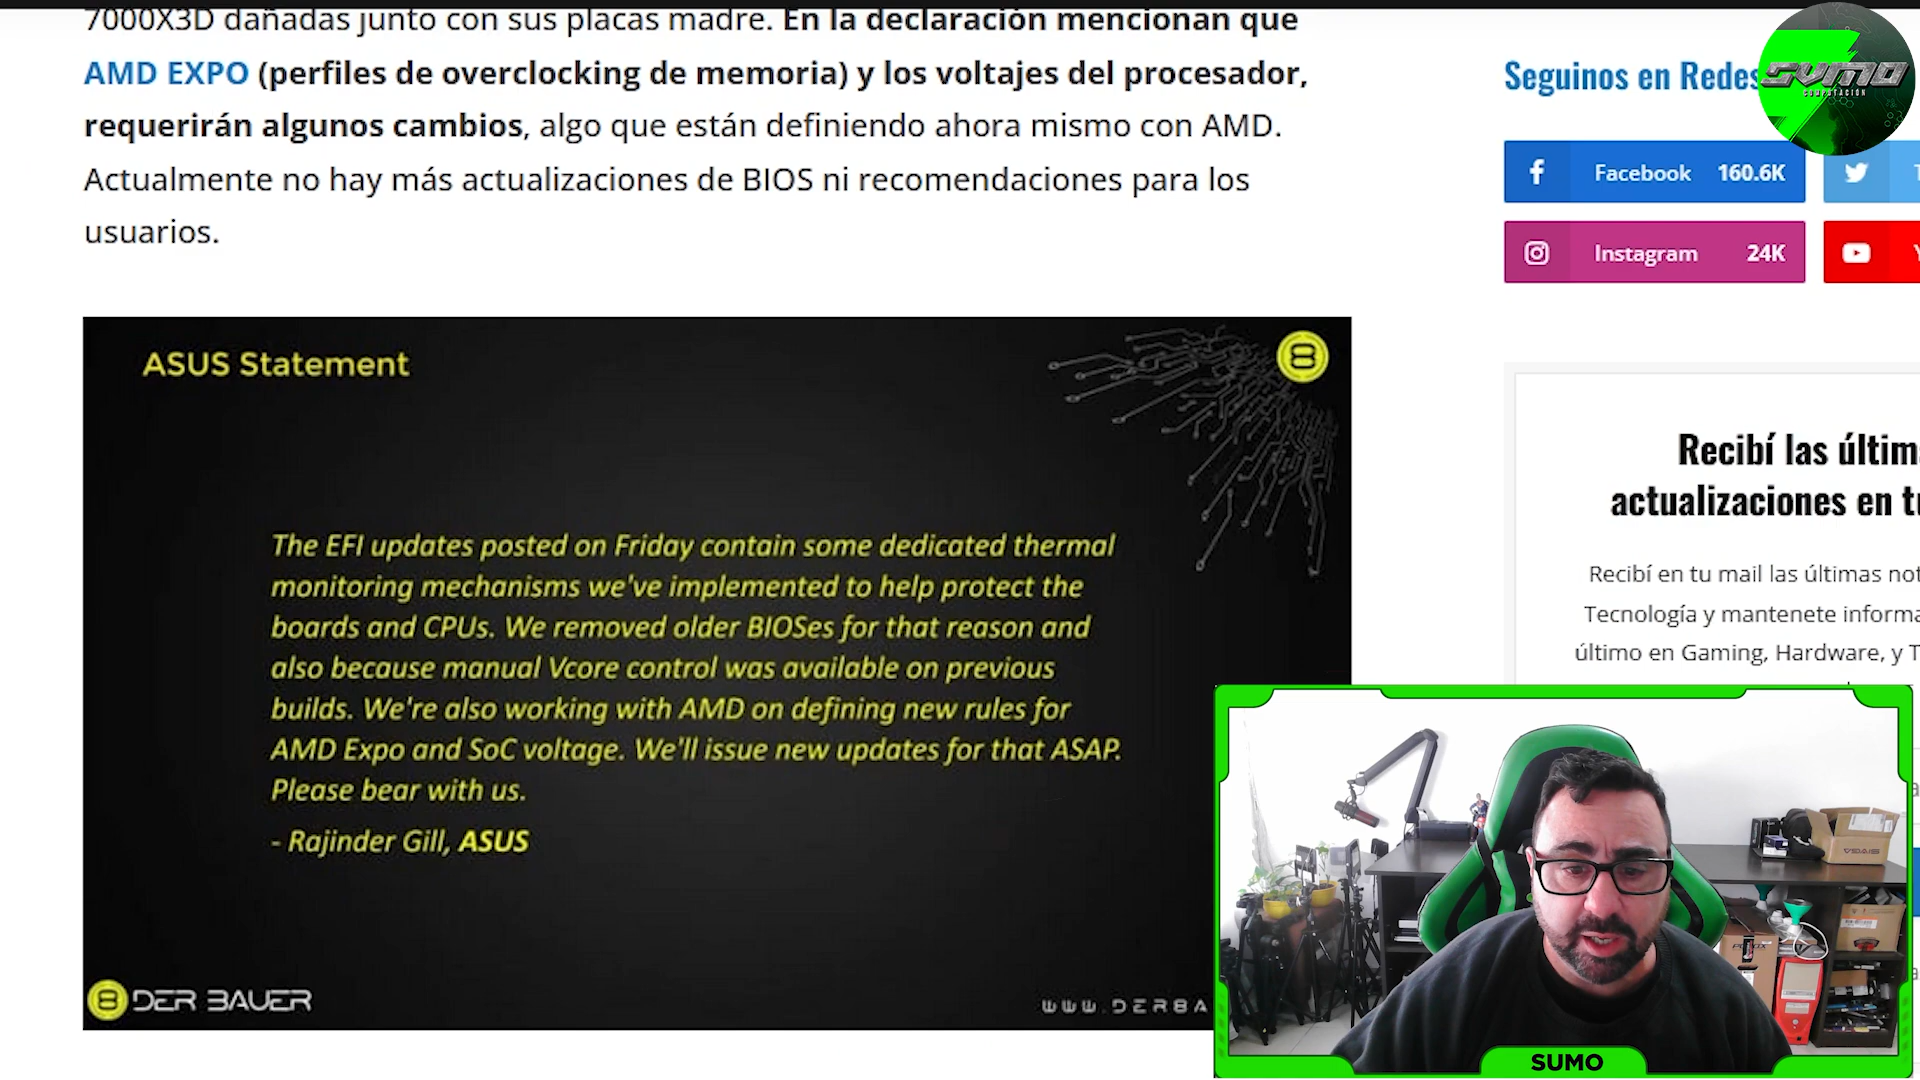 7000X3D dañadas junto con sus placas madre. En la declaración mencionan que
AMD EXPO (perfiles de overclocking de memoria) y los voltajes del procesador,
requerirán algunos cambios, algo que están definiendo ahora mismo con AMD.
Actualmente no hay más actualizaciones de BIOS ni recomendaciones para los
usuarios.
ASUS Statement
The EFI updates posted on Friday contain some dedicated thermal
monitoring mechanisms we've implemented to help protect the
boards and CPUs. We removed older BIOSes for that reason and
also because manual Vcore control was available on previous
builds. We're also working with AMD on defining new rules for
AMD Expo and SoC voltage. We'll issue new updates for that ASAP.
Please bear with us.
- Rajinder Gill, ASUS
8 DER 8AUER
www.DER8A
Seguinos en Redes
SUMO
COMPUTACIÓN
Facebook 160.6K
Instagram 24K
Recibí las últim
actualizaciones en tu
Recibí en tu mail las últimas not
Tecnología y mantenete informa
último en Gaming, Hardware, y T
SUMO